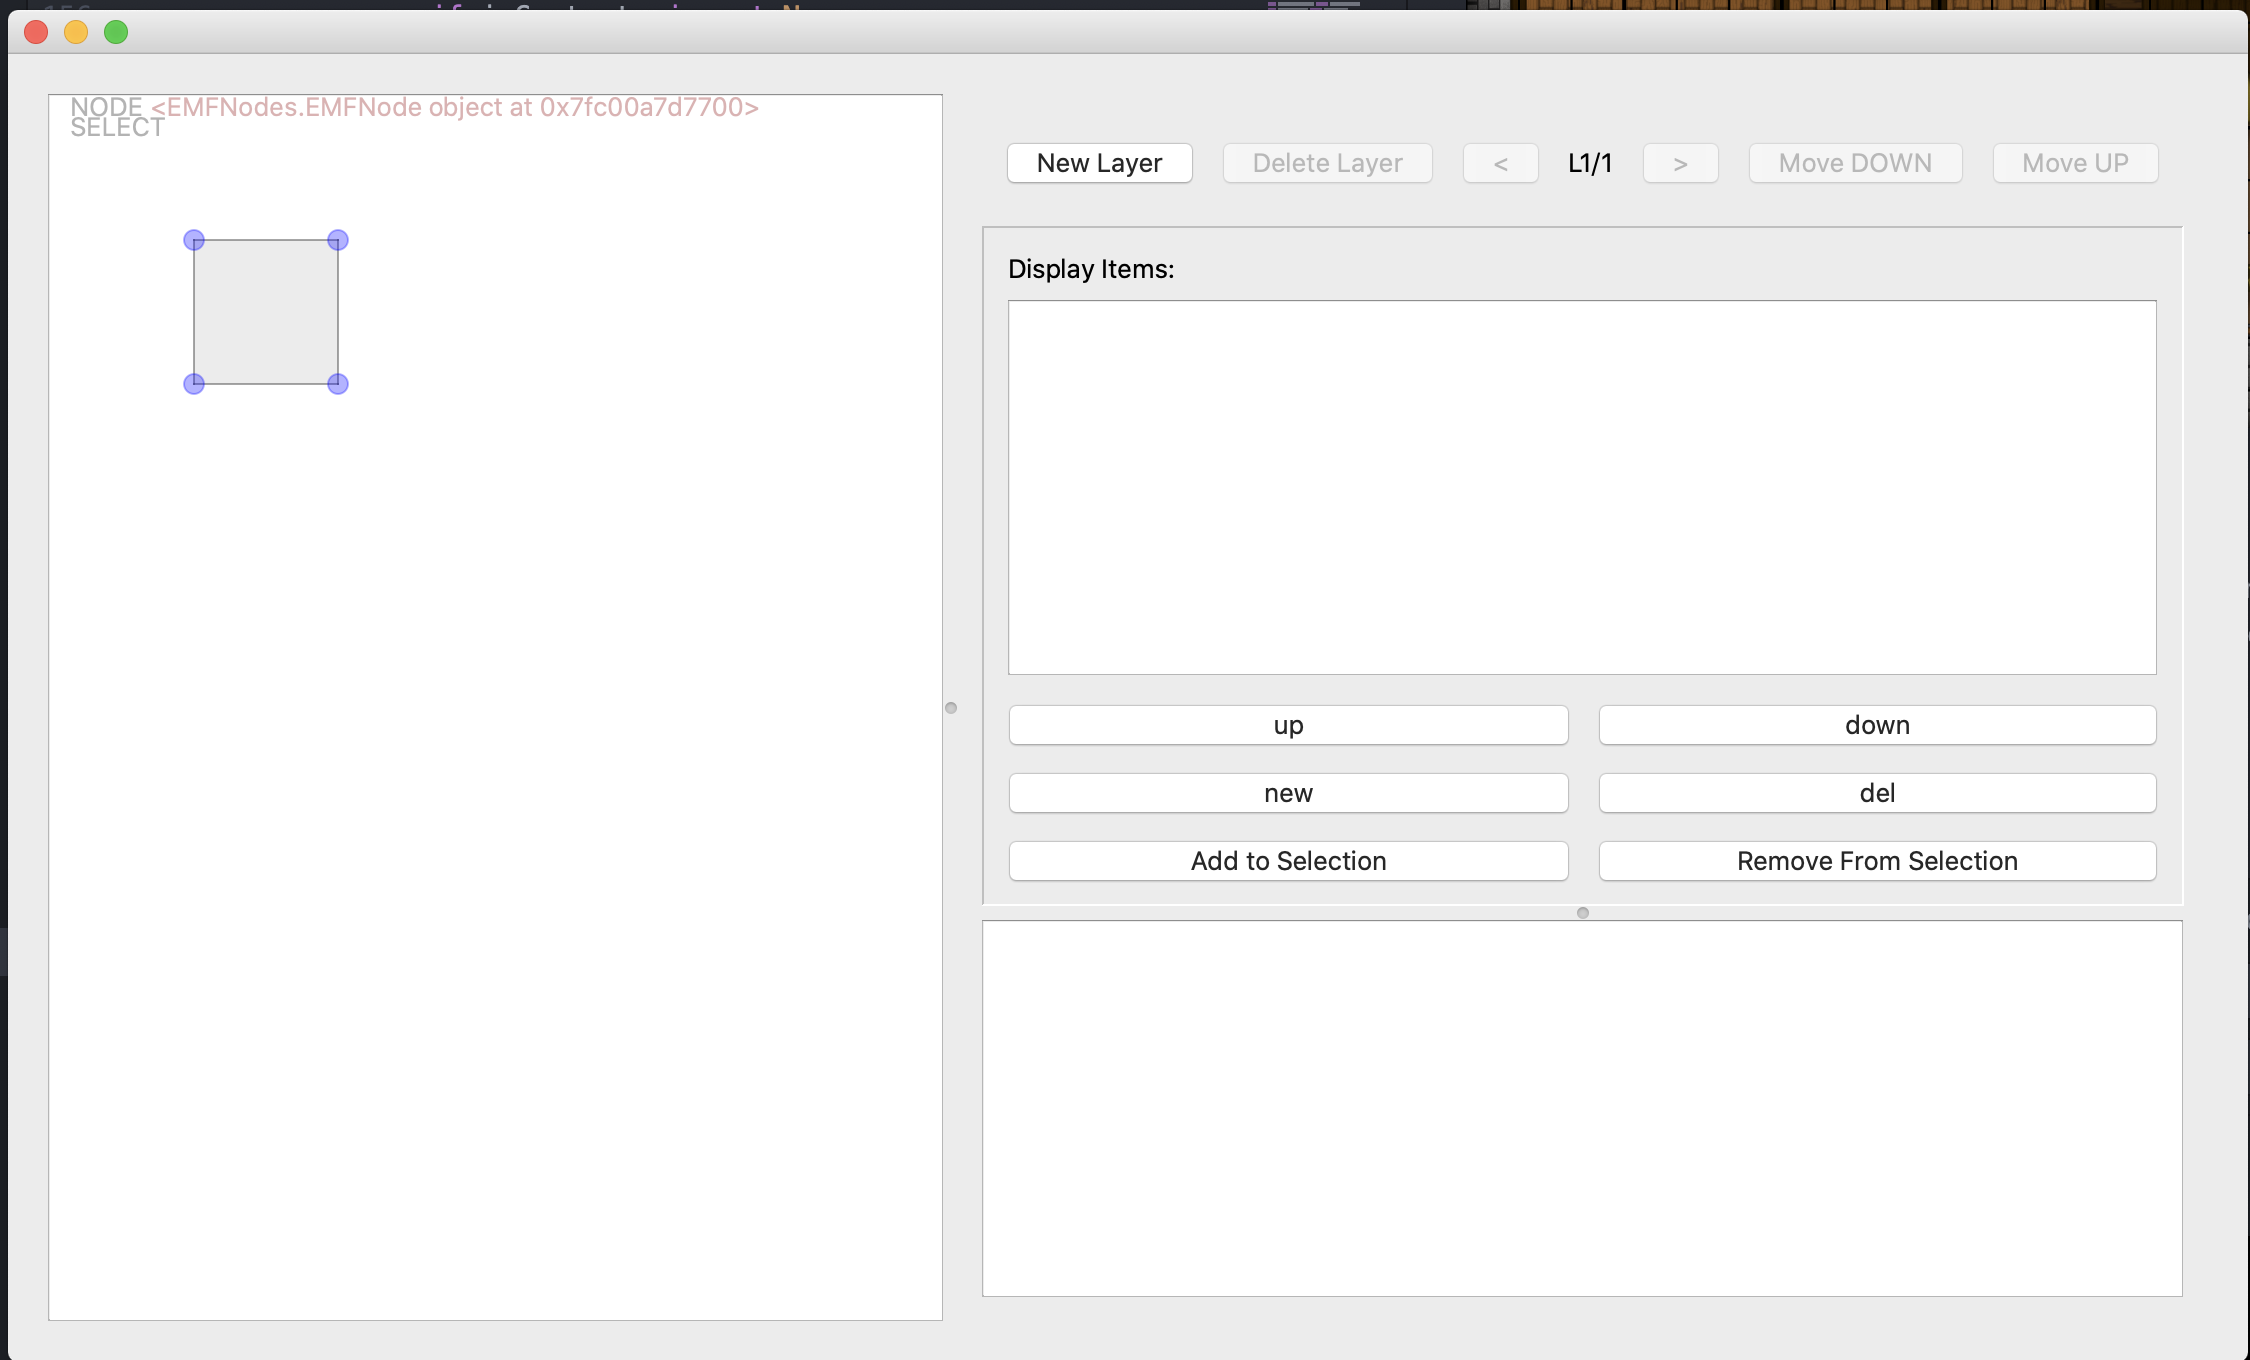 NODE <EMFNodes.EMFNode object at 0x7fc00a7d7700>
SELECT
New Layer Delete Layer < L1/1 > Move DOWN Move UP
Display Items:
up down
new del
Add to Selection Remove From Selection